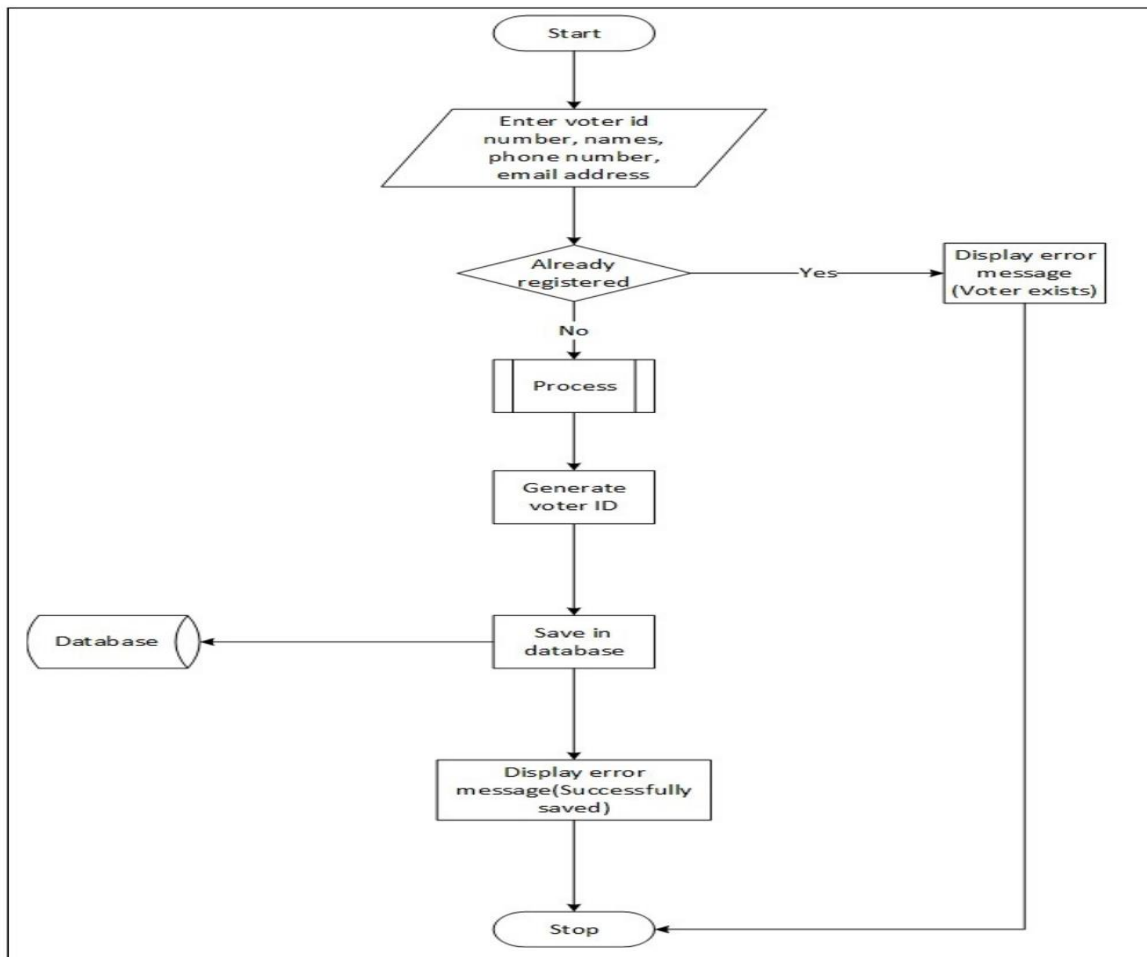 Start
Enter voter id
number, names,
phone number,
email address
Already
registered
Yes
Display error
message
(Voter exists)
No
Process
Generate
voter ID
Database
Save in
database
Display error
message(Successfully
saved)
Stop